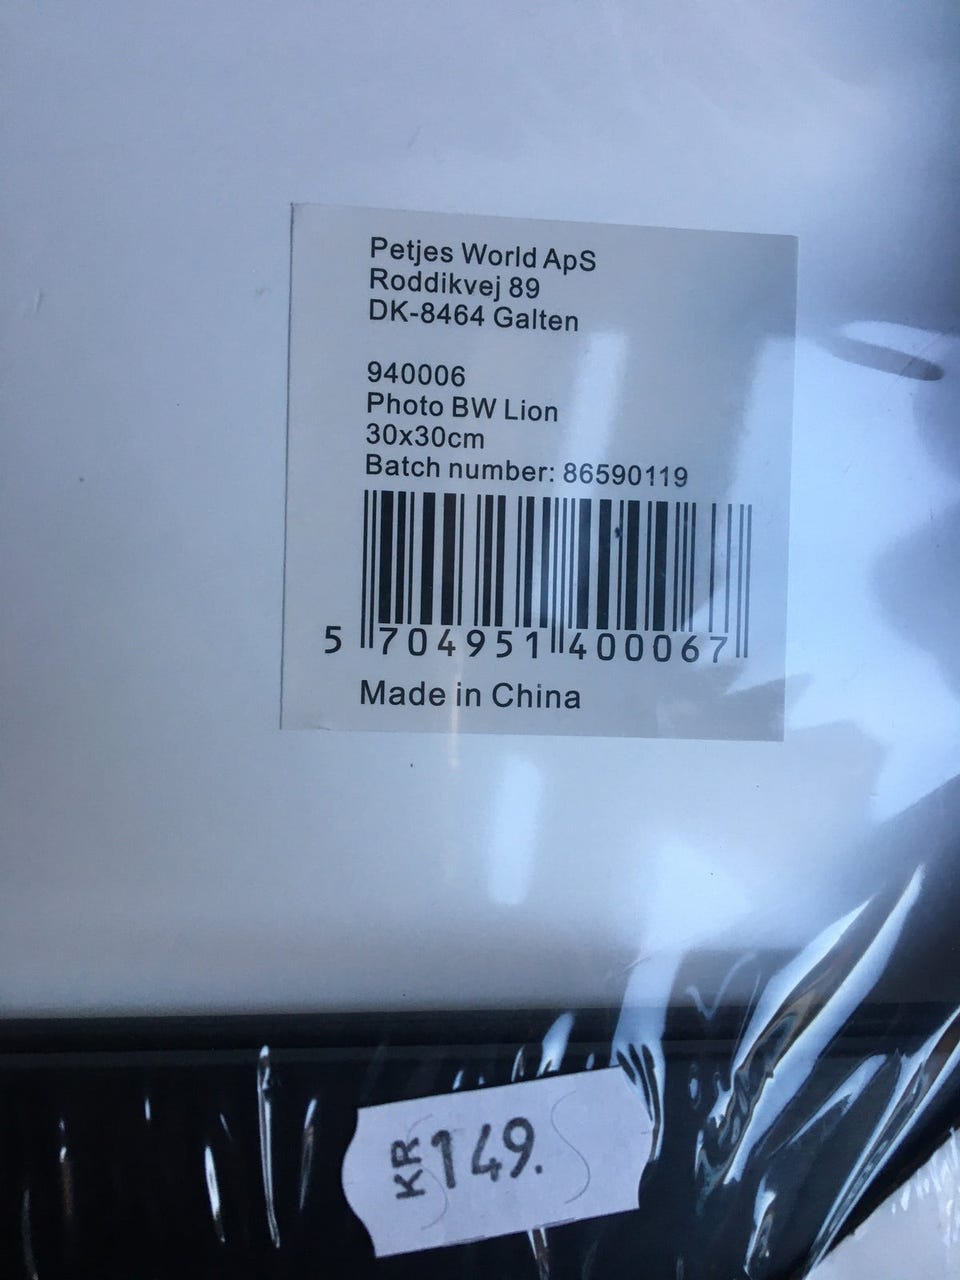 Petjes World ApS
Roddikvej 89
DK-8464 Galten
940006
Photo BW Lion
30x30cm
Batch number: 86590119
5 704951 400067
Made in China
KR 149.